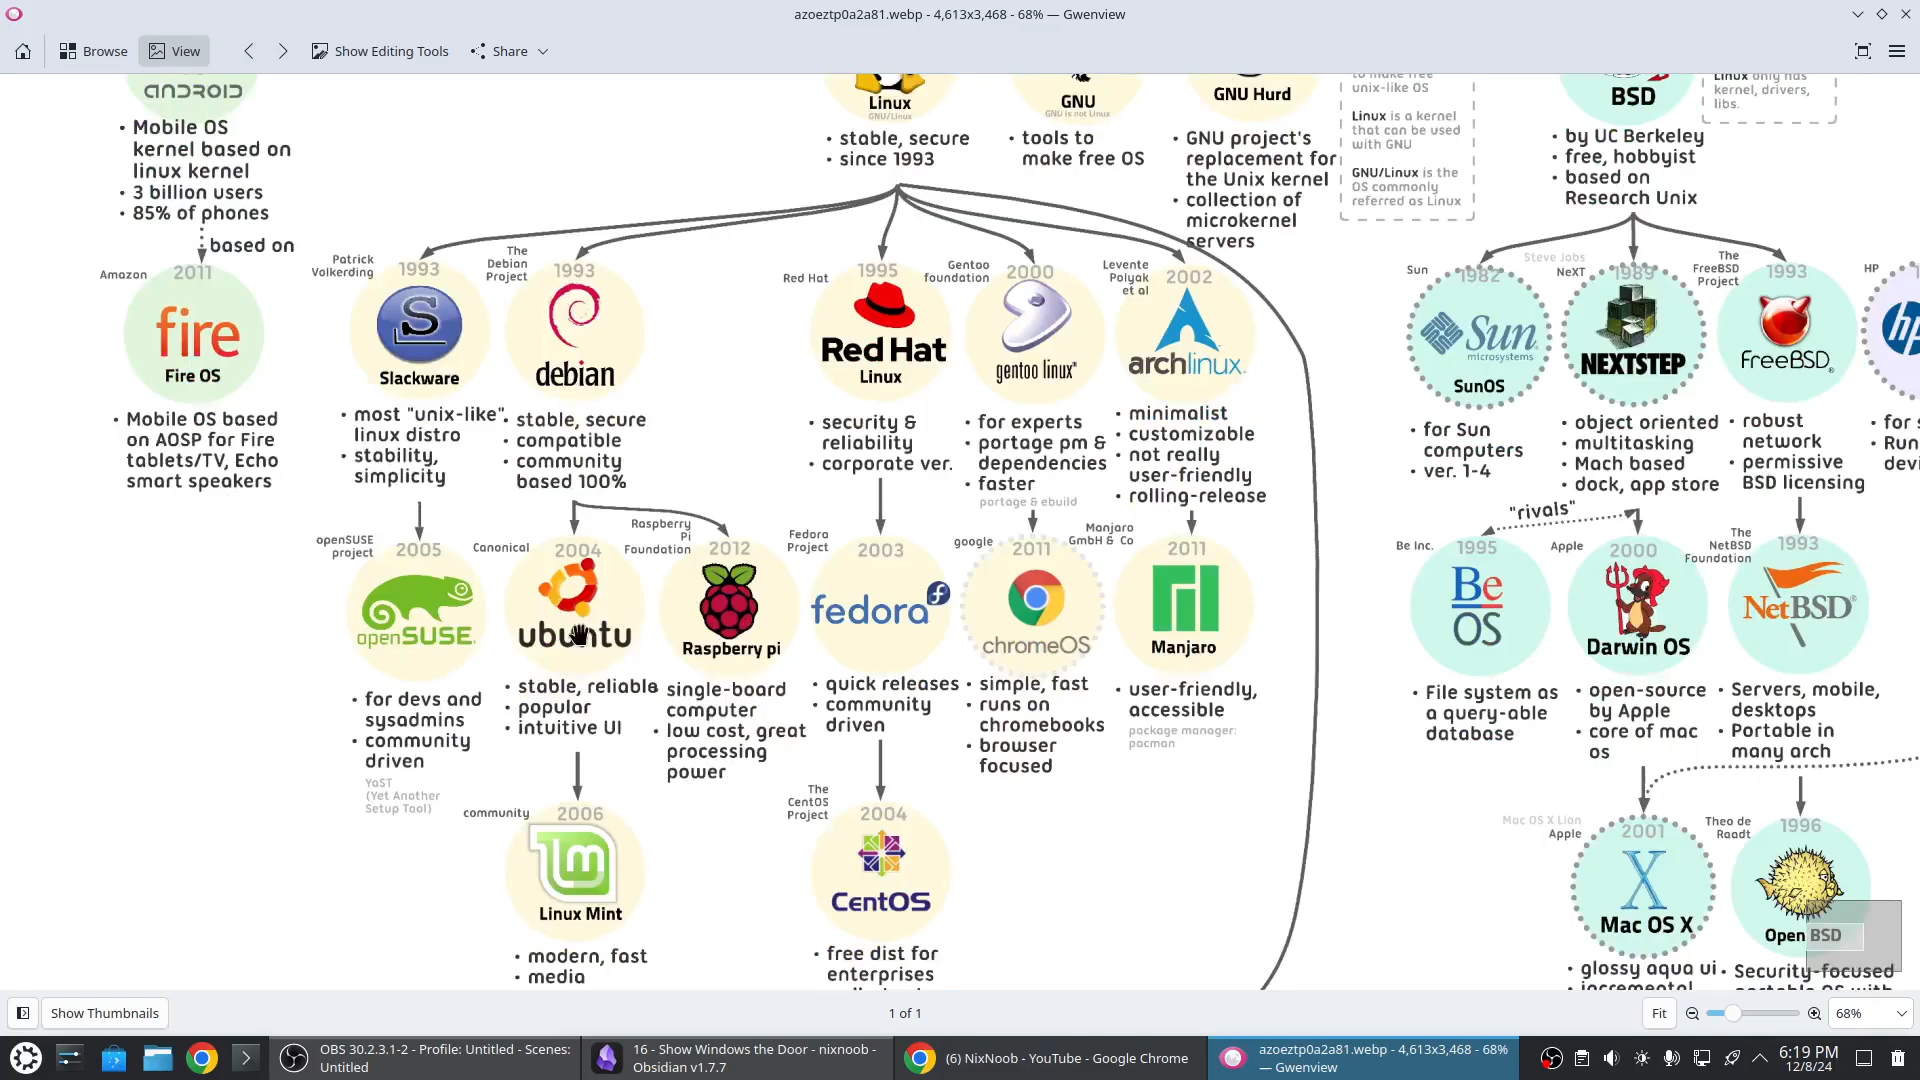 azoeztp0a2a81.webp - 4,613x3,468 - 68% — Gwenview
Browse
View
Show Editing Tools
Share
android
• Mobile OS
kernel based on
linux kernel
• 3 billion users
• 85% of phones
based on
Amazon
2011
fire
Fire OS
• Mobile OS based
on AOSP for Fire
tablets/TV, Echo
smart speakers
Linux
GNU/Linux
• stable, secure
• since 1993
GNU
GNU is not Linux
• tools to
make free OS
GNU Hurd
• GNU project's
replacement for
the Unix kernel
• collection of
microkernel
servers
to make free
unix-like OS
Linux is a kernel
that can be used
with GNU
GNU/Linux is the
OS commonly
referred as Linux
BSD
• by UC Berkeley
• free, hobbyist
• based on
Research Unix
Linux only has
kernel, drivers,
libs.
Patrick
Volkerding
1993
S
Slackware
• most "unix-like"
linux distro
• stability,
simplicity
The
Debian
Project
1993
debian
• stable, secure
• compatible
• community
based 100%
Red Hat
1995
Red Hat
Linux
• security &
reliability
• corporate ver.
Gentoo
foundation
2000
gentoo linux™
• for experts
• portage pm &
dependencies
• faster
portage & ebuild
Levente
Polyak
et al
2002
archlinux
• minimalist
• customizable
• not really
user-friendly
• rolling-release
Sun
1982
Sun
microsystems
SunOS
• for Sun
computers
• ver. 1-4
Steve Jobs
NeXT
1989
NEXTSTEP
• object oriented
• multitasking
• Mach based
• dock, app store
The
FreeBSD
Project
1993
FreeBSD®
• robust
network
• permissive
BSD licensing
HP
hp
• for
Run
devi
openSUSE
project
2005
openSUSE
• for devs and
sysadmins
• community
driven
YaST
(Yet Another
Setup Tool)
Canonical
2004
ubuntu
• stable, reliable
• popular
• intuitive UI
Raspberry
Pi
Foundation
2012
Raspberry pi
• single-board
computer
• low cost, great
processing
power
Fedora
Project
2003
fedora
• quick releases
• community
driven
google
2011
chromeOS
• simple, fast
• runs on
chromebooks
• browser
focused
Manjaro
GmbH & Co
2011
Manjaro
• user-friendly,
accessible
package manager:
pacman
"rivals"
Be Inc.
1995
Be
OS
• File system as
a query-able
database
Apple
2000
Darwin OS
• open-source
by Apple
• core of mac
os
The
NetBSD
Foundation
1993
NetBSD®
• Servers, mobile,
desktops
• Portable in
many arch
community
2006
Linux Mint
• modern, fast
• media
The
CentOS
Project
2004
CentOS
• free dist for
enterprises
Mac OS X Lion
Apple
2001
X
Mac OS X
• glossy aqua ui
• incremental
Theo de
Raadt
1996
Open BSD
• Security-focused
Show Thumbnails
1 of 1
Fit
68%
OBS 30.2.3.1-2 - Profile: Untitled - Scenes:
Untitled
16 - Show Windows the Door - nixnoob -
Obsidian v1.7.7
(6) NixNoob - YouTube - Google Chrome
azoeztp0a2a81.webp - 4,613x3,468 - 68%
— Gwenview
6:19 PM
12/8/24